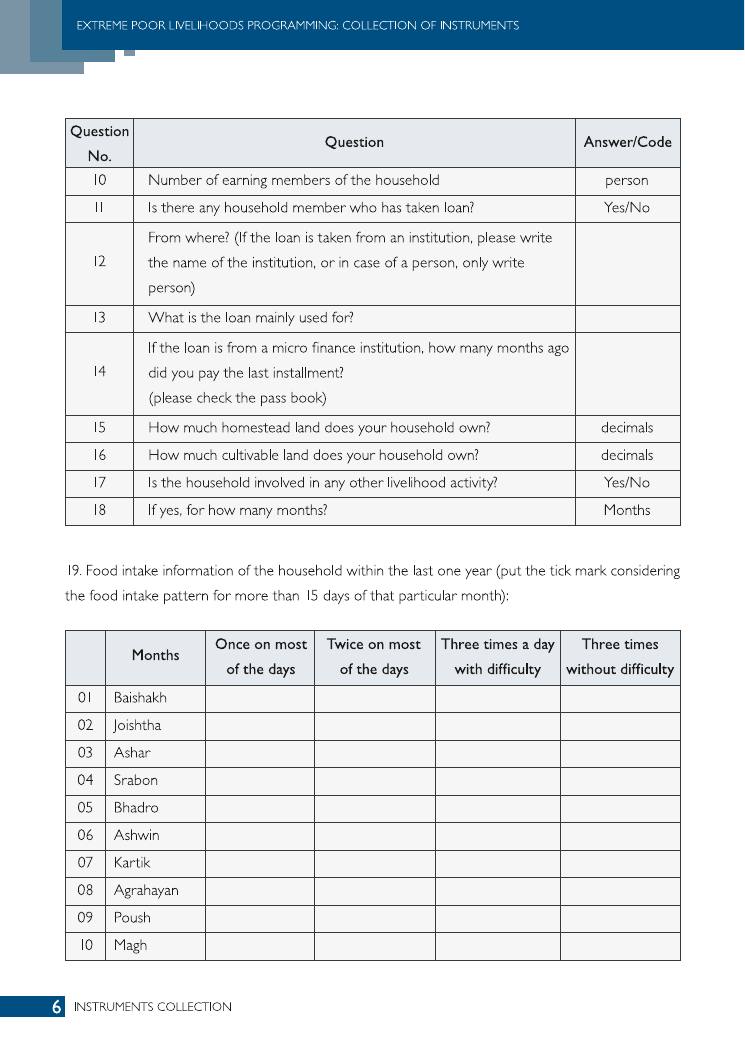 EXTREME POOR LIVELIHOODS PROGRAMMING: COLLECTION OF INSTRUMENTS
Question No. Question Answer/Code
10 Number of earning members of the household person
11 Is there any household member who has taken loan? Yes/No
12 From where? (If the loan is taken from an institution, please write
the name of the institution, or in case of a person, only write
person)
13 What is the loan mainly used for?
14 If the loan is from a micro finance institution, how many months ago
did you pay the last installment?
(please check the pass book)
15 How much homestead land does your household own? decimals
16 How much cultivable land does your household own? decimals
17 Is the household involved in any other livelihood activity? Yes/No
18 If yes, for how many months? Months
19. Food intake information of the household within the last one year (put the tick mark considering
the food intake pattern for more than 15 days of that particular month):
Months Once on most of the days Twice on most of the days Three times a day with difficulty Three times without difficulty
01 Baishakh
02 Joishtha
03 Ashar
04 Srabon
05 Bhadro
06 Ashwin
07 Kartik
08 Agrahayan
09 Poush
10 Magh
6 INSTRUMENTS COLLECTION